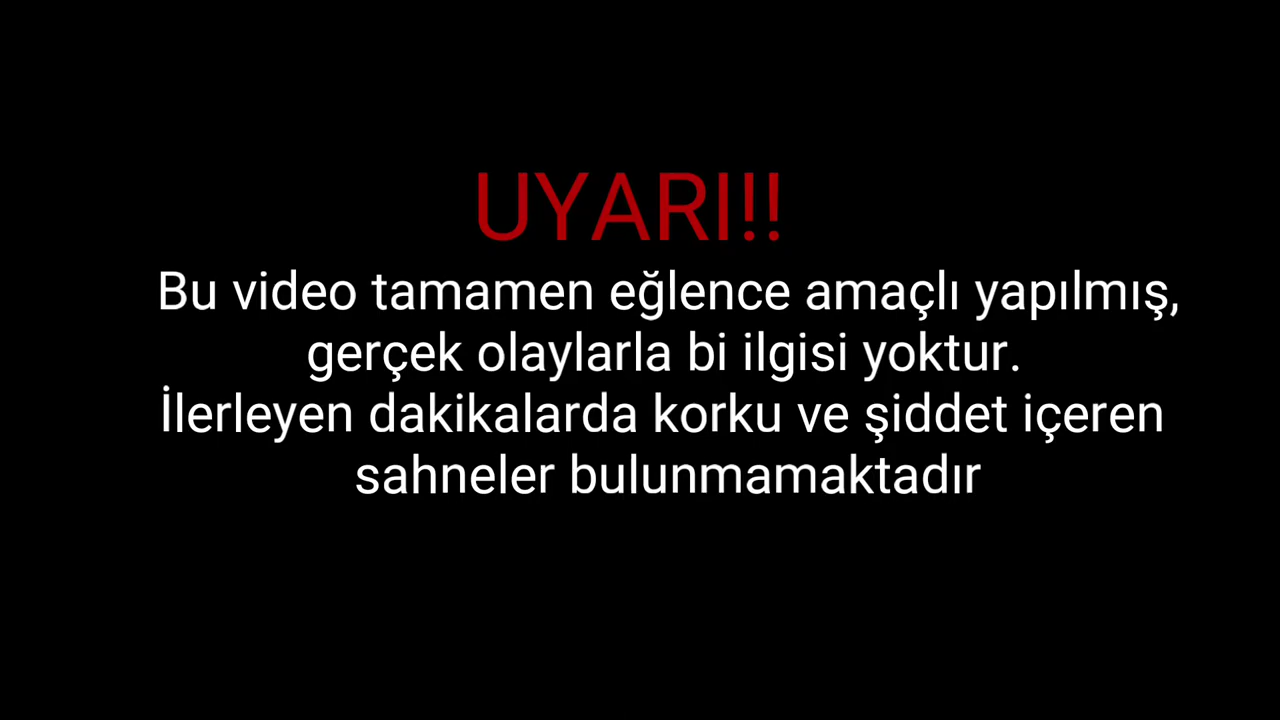 UYARI!!
Bu video tamamen eğlence amaçlı yapılmış,
gerçek olaylarla bi ilgisi yoktur.
İlerleyen dakikalarda korku ve şiddet içeren
sahneler bulunmamaktadır